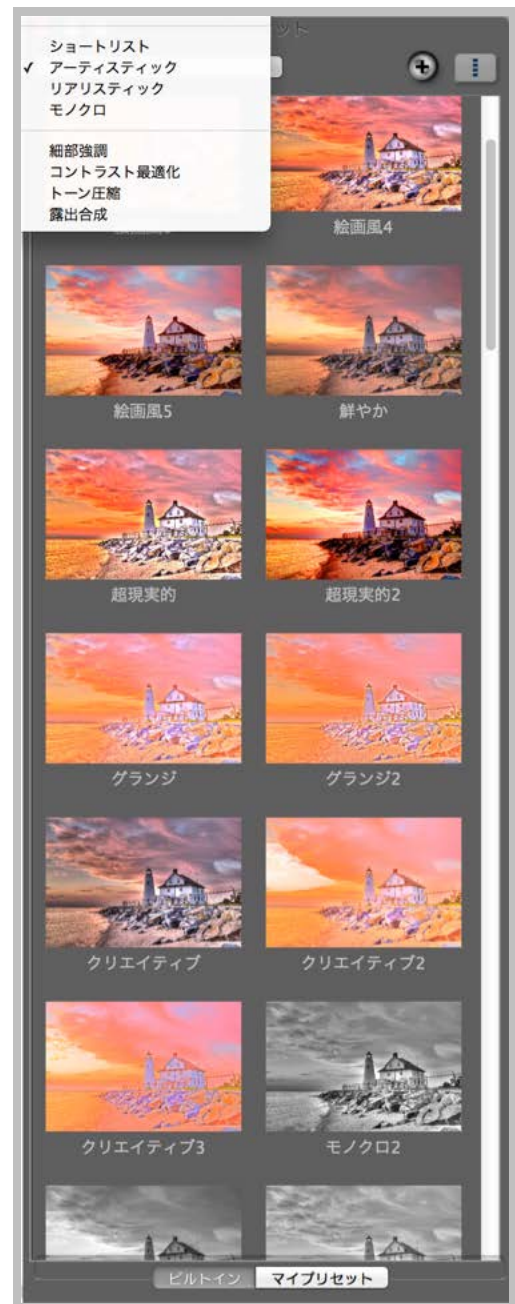 ット
ショートリスト
✓ アーティスティック
リアリスティック
モノクロ
細部強調
コントラスト最適化
トーン圧縮
露出合成
絵画風4
絵画風5
鮮やか
超現実的
超現実的2
グランジ
グランジ2
クリエイティブ
クリエイティブ2
クリエイティブ3
モノクロ2
ビルトイン マイプリセット